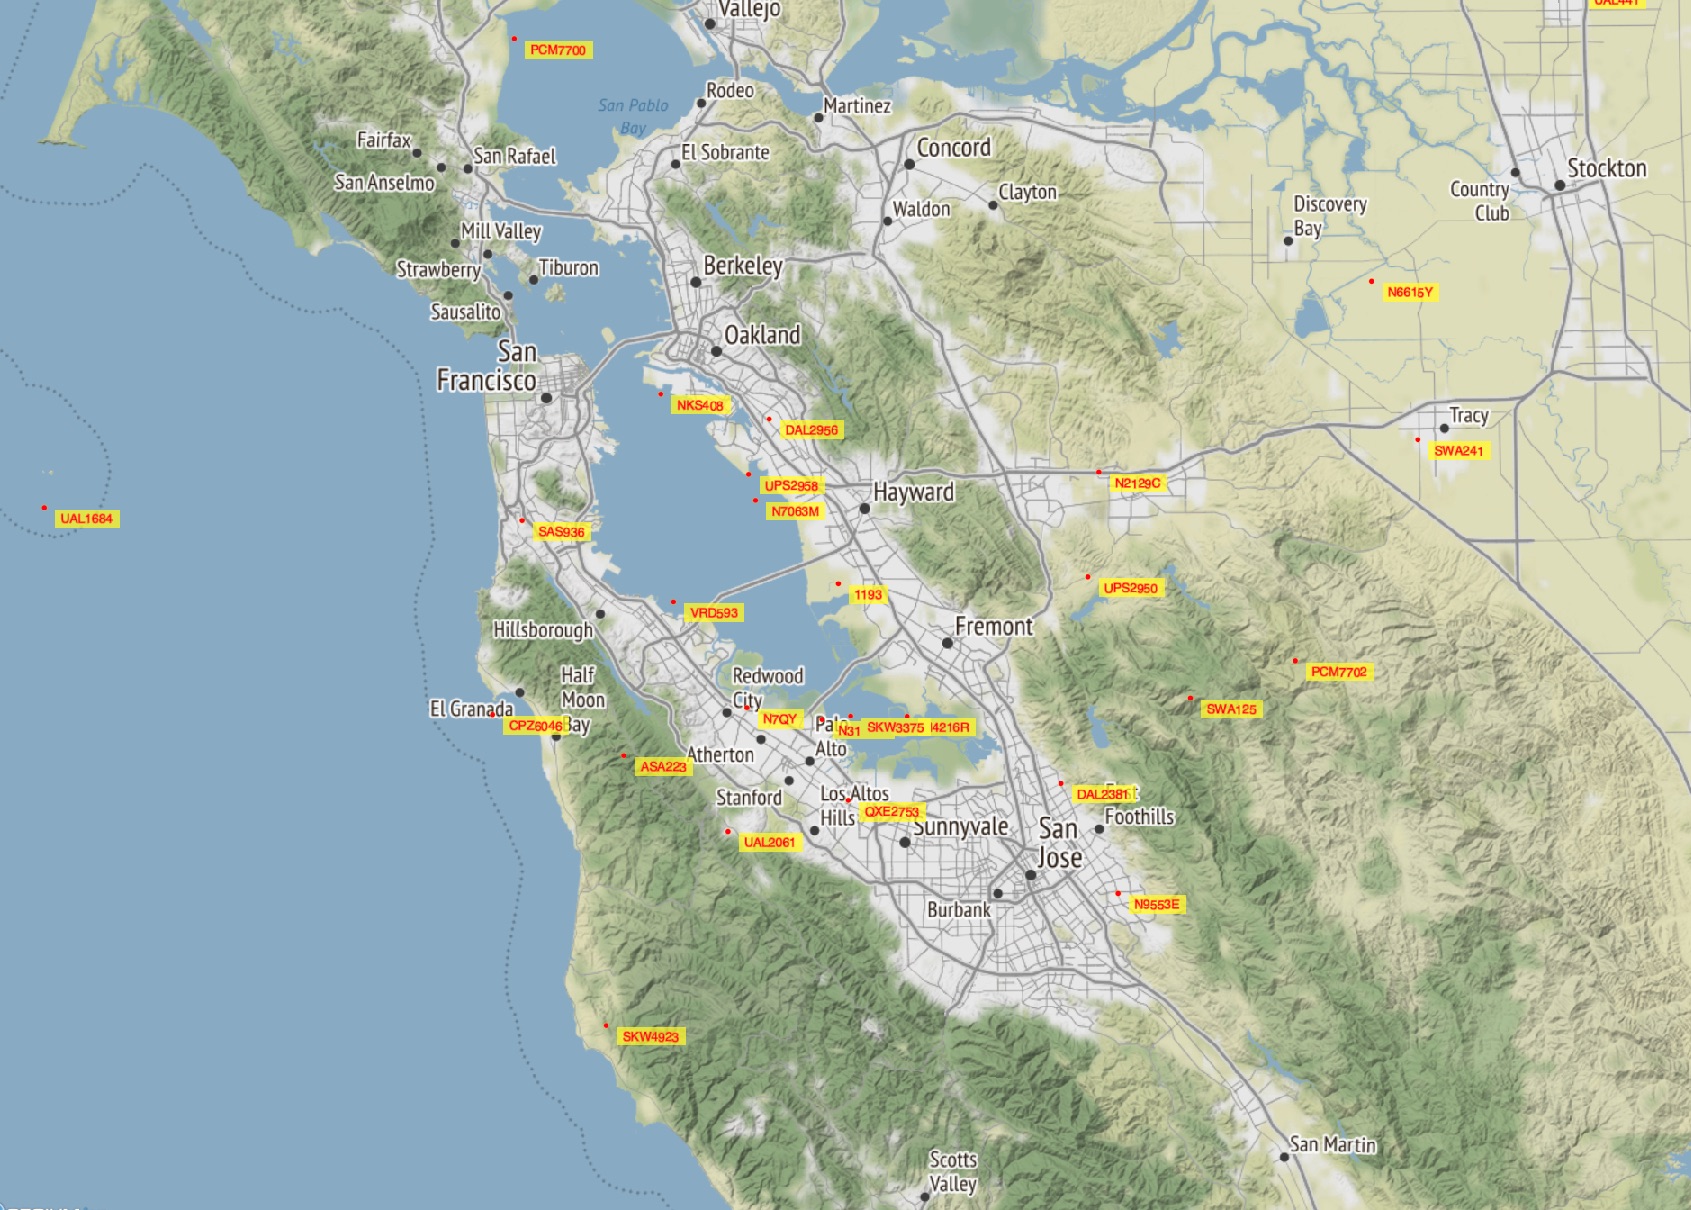 Vallejo
UAL441
PCM7700
Rodeo
San Pablo
Bay
Martinez
Fairfax
San Rafael
El Sobrante
Concord
San Anselmo
Stockton
Clayton
Country
Club
Waldon
Discovery
Bay
Mill Valley
Strawberry
Tiburon
Berkeley
N6615Y
Sausalito
Oakland
San
Francisco
NKS408
DAL2956
Tracy
SWA241
UPS2958
N2129C
Hayward
N7063M
UAL1684
SAS936
UPS2950
1193
VRD593
Hillsborough
Fremont
Half
Moon
Bay
Redwood
City
PCM7702
El Granada
SWA125
CPZ6046
N7QY
Palo
Alto
N31
SKW3375
4216R
Atherton
ASA223
Stanford
Los Altos
Hills
DAL2381
Foothills
QXE2753
Sunnyvale
San
Jose
UAL2061
Burbank
N9553E
SKW4923
San Martin
Scotts
Valley